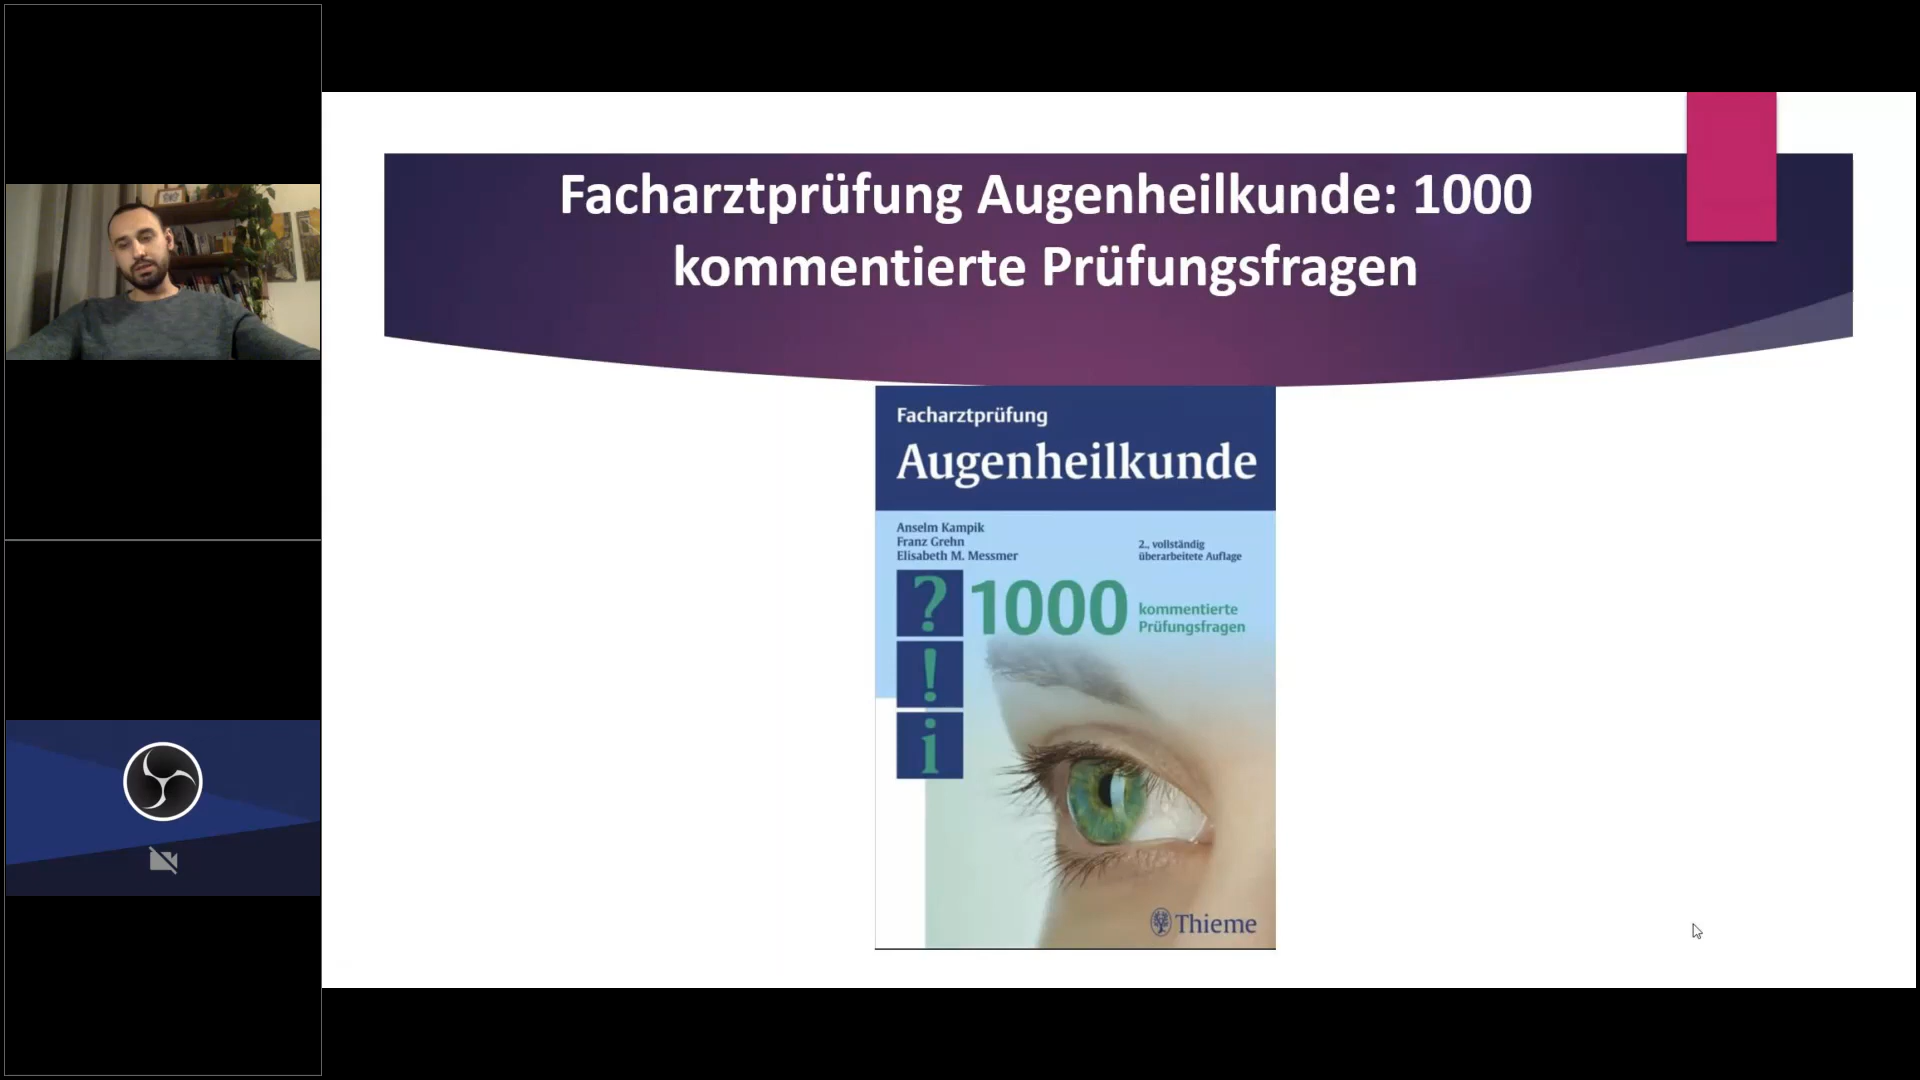 Facharztprüfung Augenheilkunde: 1000
kommentierte Prüfungsfragen
Facharztprüfung
Augenheilkunde
Anselm Kampik
Franz Grehn
Elisabeth M. Messmer
2., vollständig
überarbeitete Auflage
?
1000
kommentierte
Prüfungsfragen
!
i
Thieme